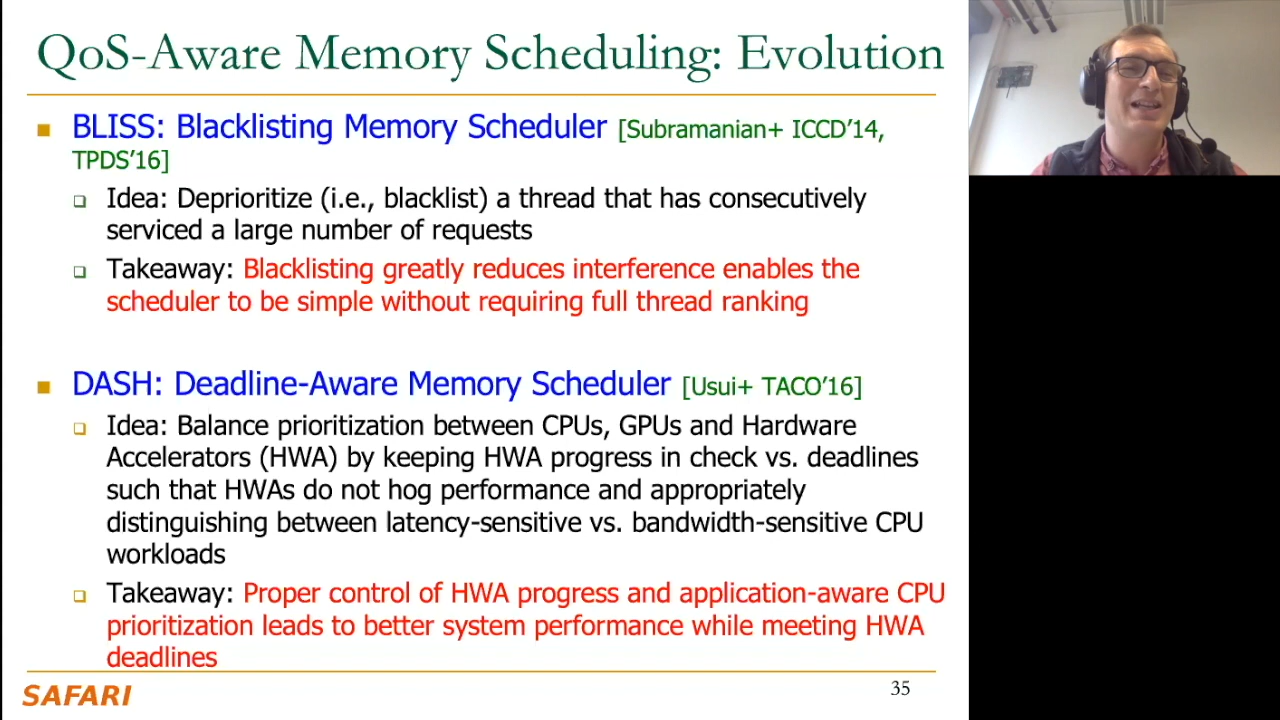 QoS-Aware Memory Scheduling: Evolution
BLISS: Blacklisting Memory Scheduler [Subramanian+ ICCD'14,
TPDS'16]
Idea: Deprioritize (i.e., blacklist) a thread that has consecutively
serviced a large number of requests
Takeaway: Blacklisting greatly reduces interference enables the
scheduler to be simple without requiring full thread ranking
DASH: Deadline-Aware Memory Scheduler [Usui+ TACO'16]
Idea: Balance prioritization between CPUs, GPUs and Hardware
Accelerators (HWA) by keeping HWA progress in check vs. deadlines
such that HWAs do not hog performance and appropriately
distinguishing between latency-sensitive vs. bandwidth-sensitive CPU
workloads
Takeaway: Proper control of HWA progress and application-aware CPU
prioritization leads to better system performance while meeting HWA
deadlines
SAFARI
35